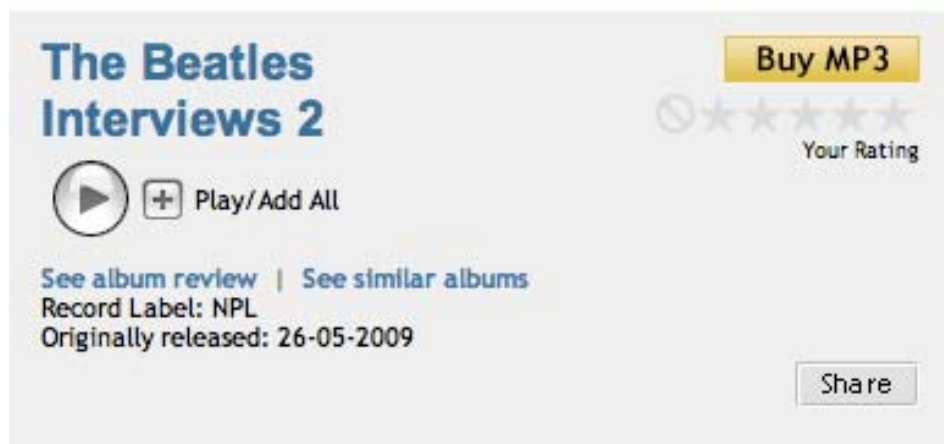 The Beatles
Interviews 2
Buy MP3
Your Rating
Play/Add All
See album review | See similar albums
Record Label: NPL
Originally released: 26-05-2009
Share